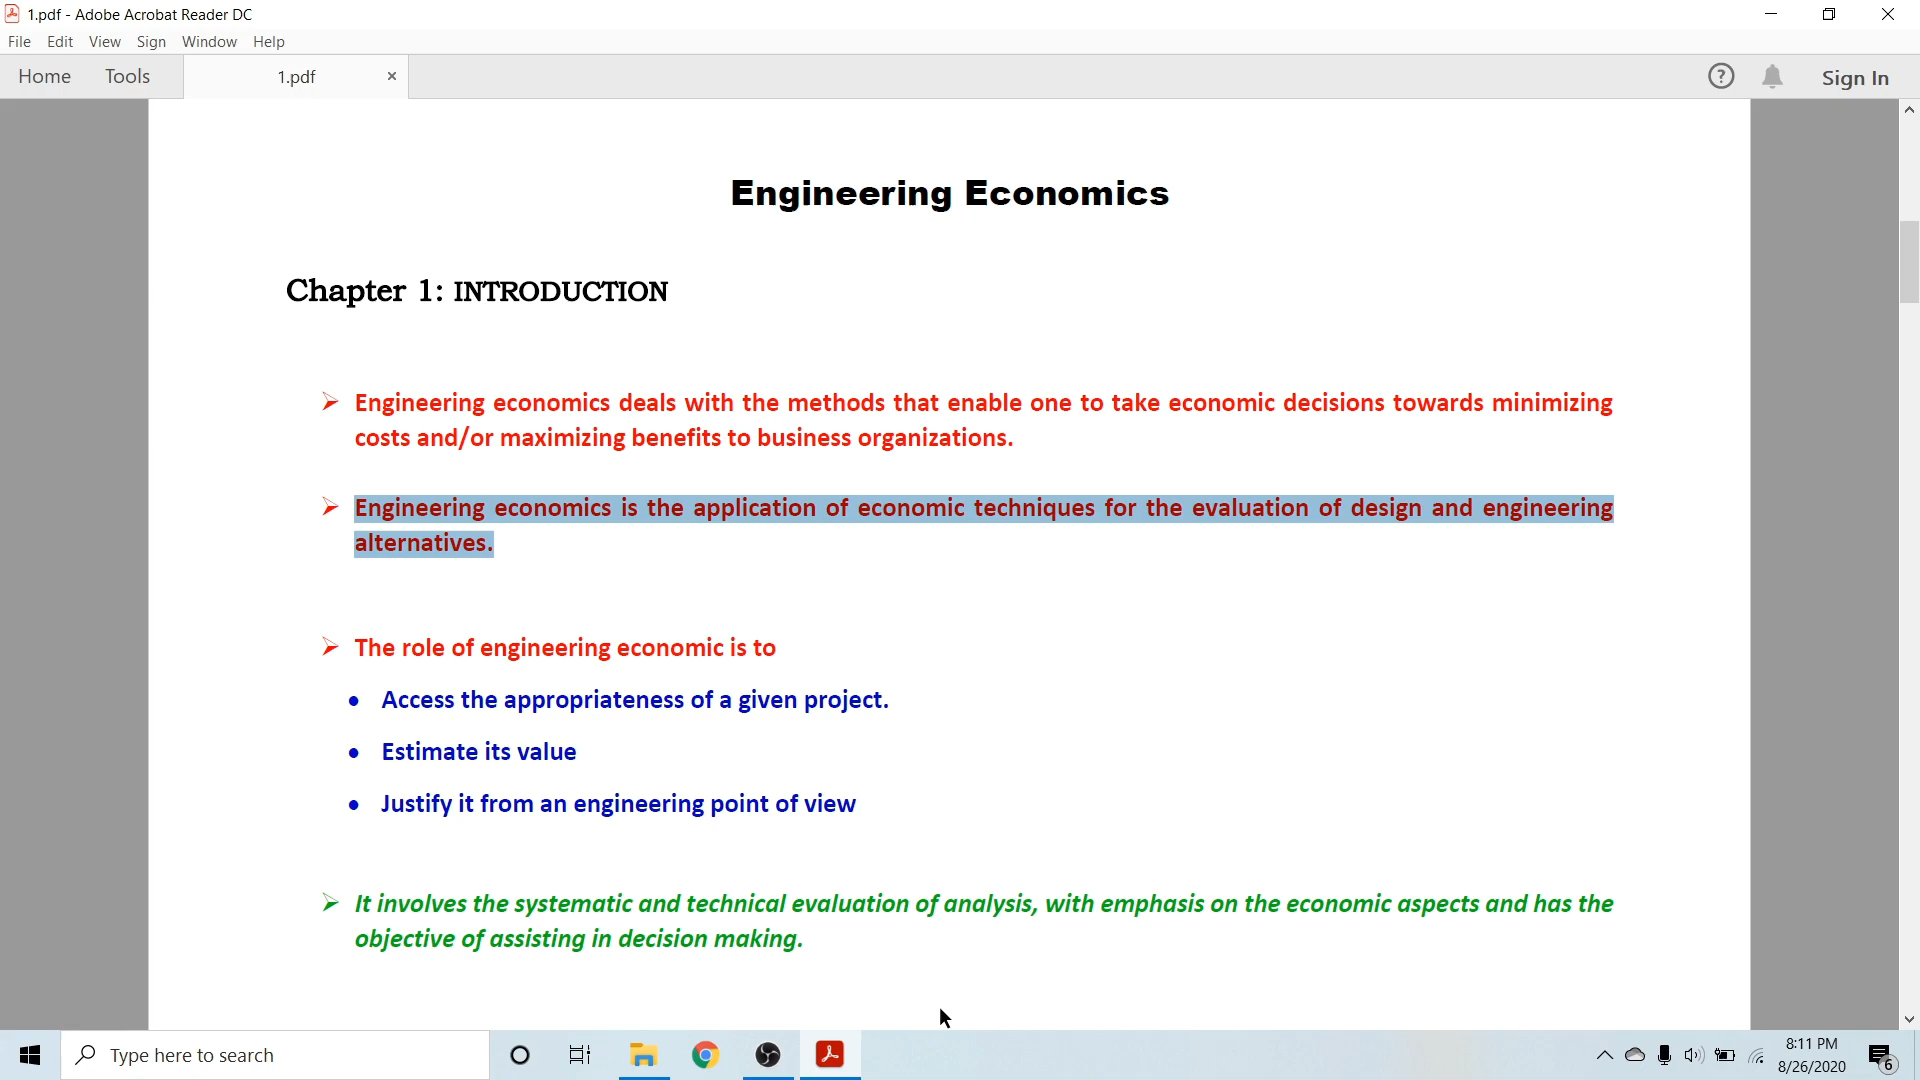 1.pdf - Adobe Acrobat Reader DC
File Edit View Sign Window Help
Home Tools 1.pdf × ? Sign In
Engineering Economics
Chapter 1: INTRODUCTION
➢ Engineering economics deals with the methods that enable one to take economic decisions towards minimizing
costs and/or maximizing benefits to business organizations.
➢ Engineering economics is the application of economic techniques for the evaluation of design and engineering
alternatives.
➢ The role of engineering economic is to
• Access the appropriateness of a given project.
• Estimate its value
• Justify it from an engineering point of view
➢ It involves the systematic and technical evaluation of analysis, with emphasis on the economic aspects and has the
objective of assisting in decision making.
Type here to search
8:11 PM
8/26/2020
6